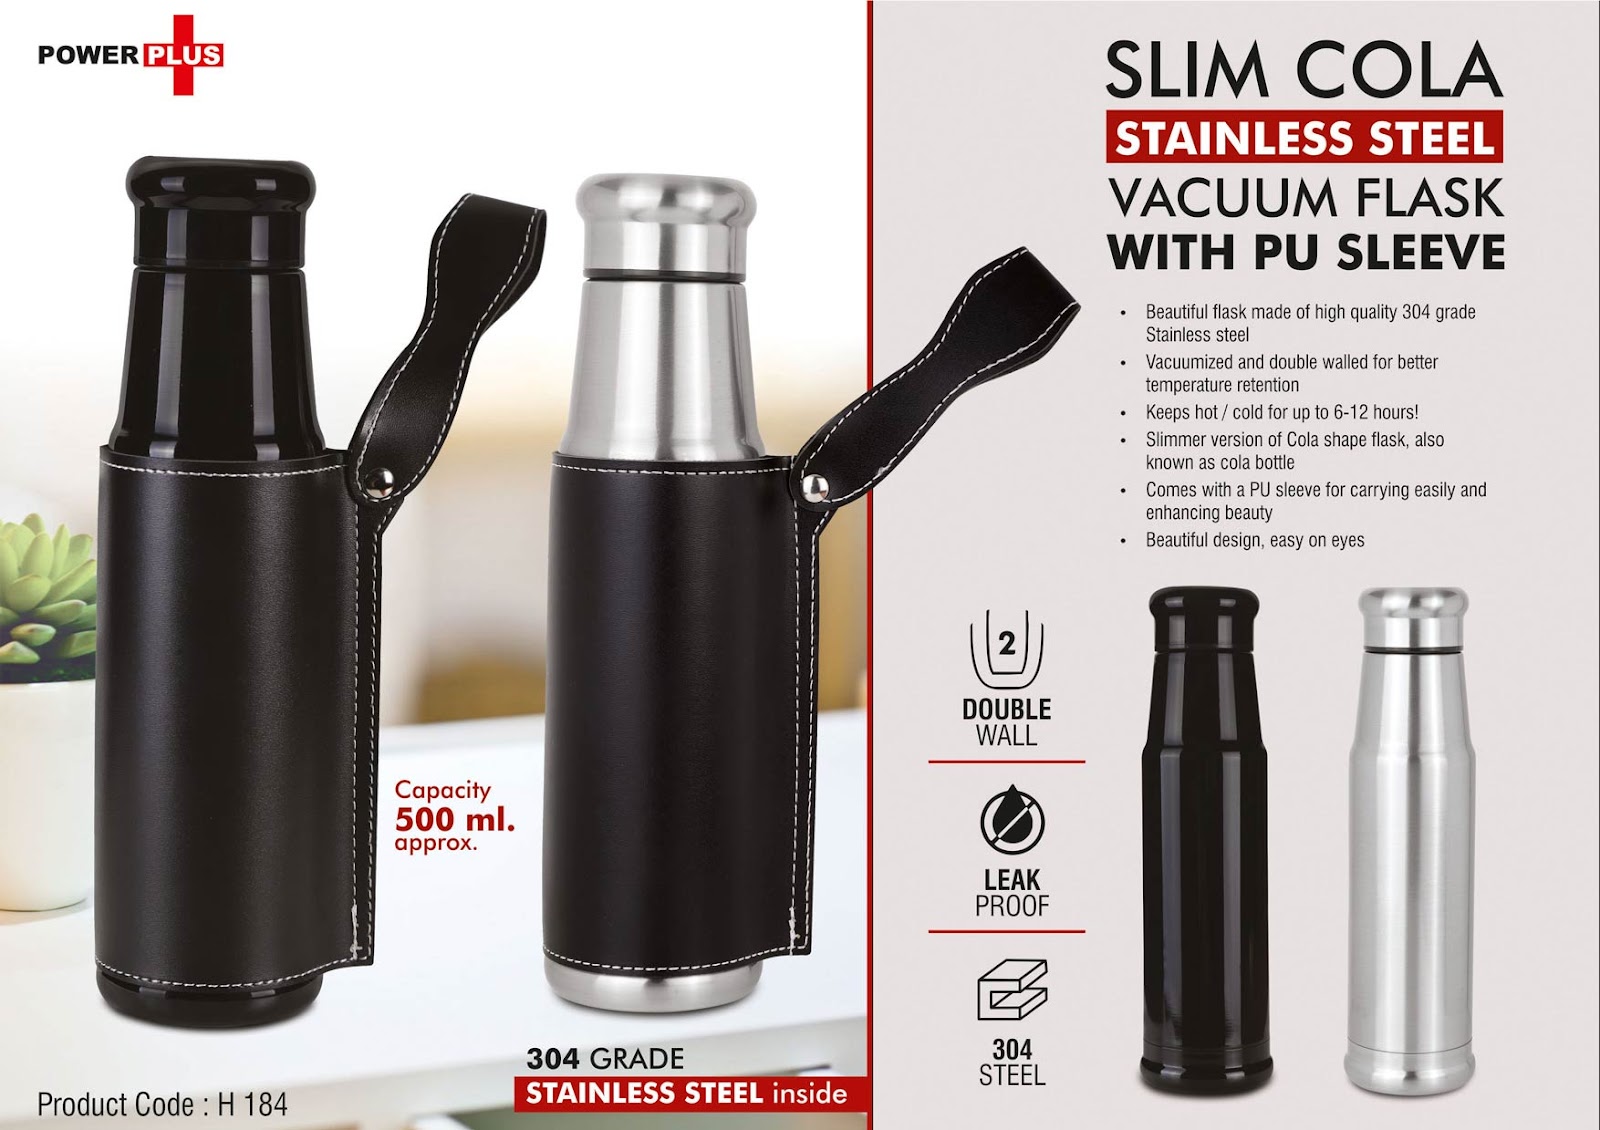 POWER PLUS
SLIM COLA
STAINLESS STEEL
VACUUM FLASK
WITH PU SLEEVE
• Beautiful flask made of high quality 304 grade
Stainless steel
• Vacuumized and double walled for better
temperature retention
• Keeps hot / cold for up to 6-12 hours!
• Slimmer version of Cola shape flask, also
known as cola bottle
• Comes with a PU sleeve for carrying easily and
enhancing beauty
• Beautiful design, easy on eyes
2
DOUBLE
WALL
LEAK
PROOF
304
STEEL
Capacity
500 ml.
approx.
304 GRADE
STAINLESS STEEL inside
Product Code : H 184